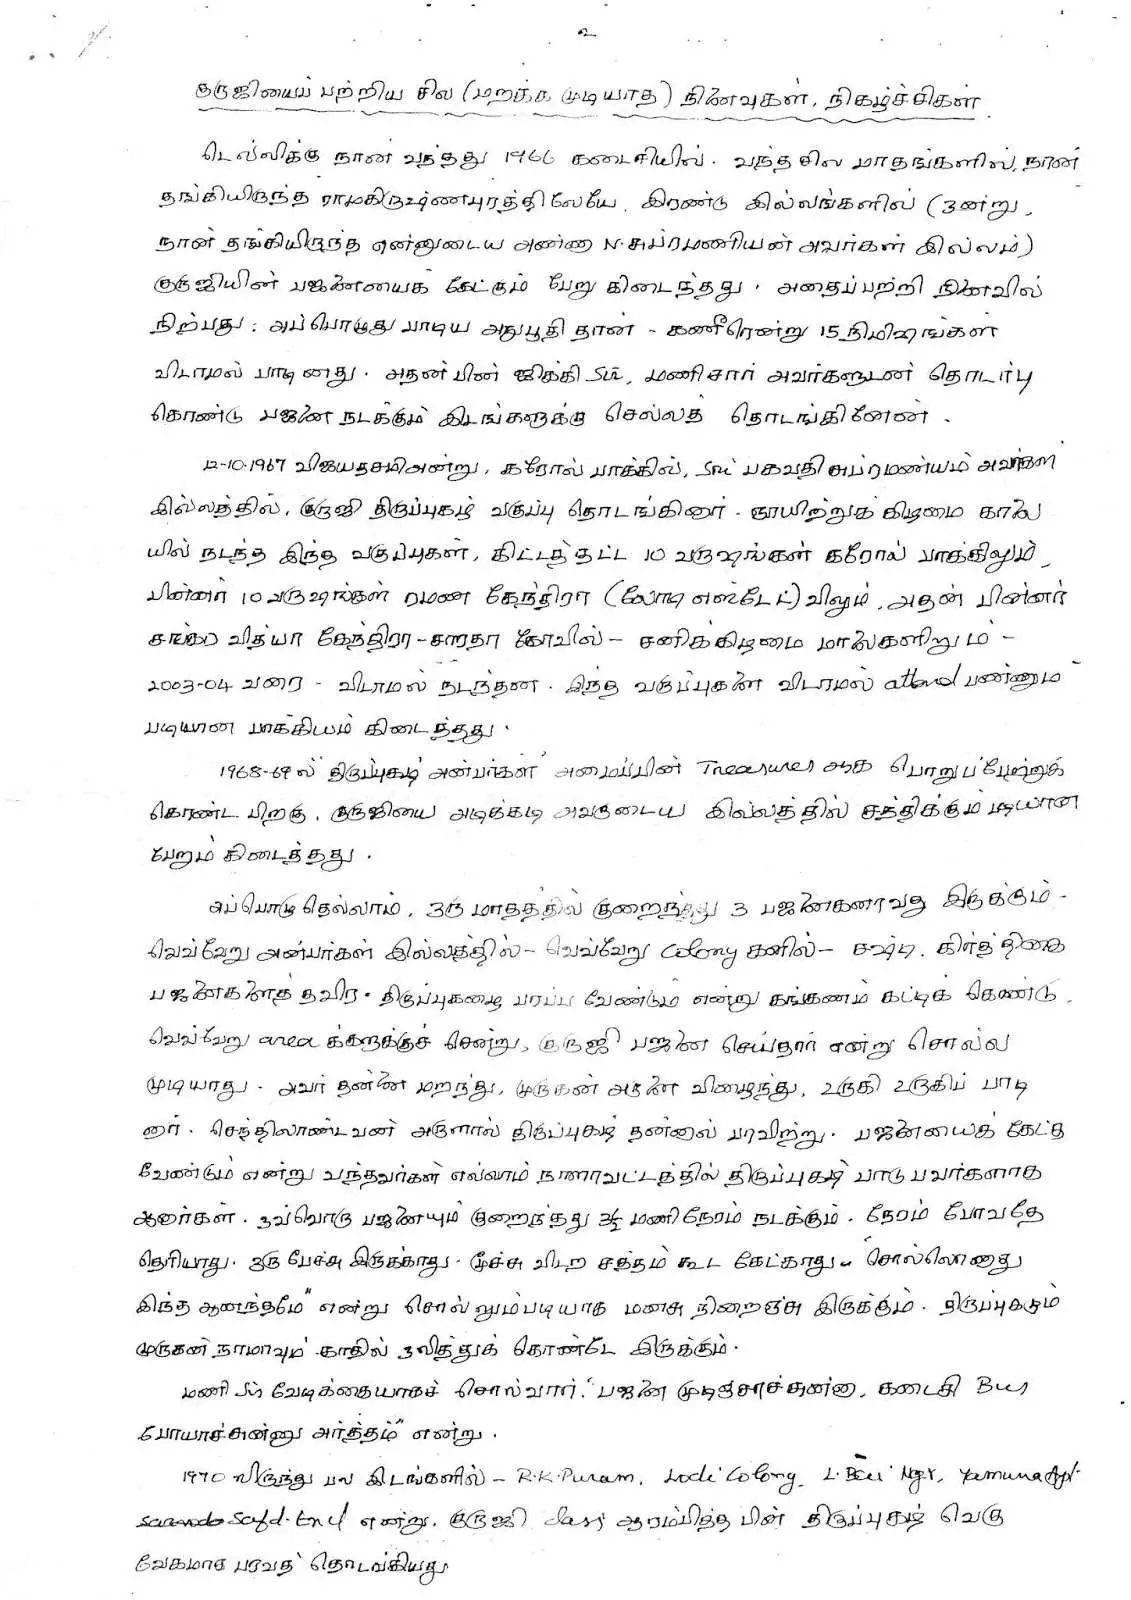 2
குருஜியைப் பற்றிய சில (மறக்க முடியாத) நினைவுகள், நிகழ்ச்சிகள்
டெல்லிக்கு நான் வந்தது 1966 கடைசியில். வந்த சில மாதங்களில், நான்
தங்கியிருந்த ராமகிருஷ்ணபுரத்திலேயே இரண்டு இல்லங்களில் (ஒன்று,
நான் தங்கியிருந்த என்னுடைய அண்ணா N. சுப்ரமணியன் அவர்கள் இல்லம்)
குருஜியின் பஜனையைக் கேட்கும் பேறு கிடைத்தது. அதைப்பற்றி நினைவில்
நிற்பது: அப்பொழுது பாடிய அநுபூதி தான் - கணீரென்று 15 நிமிஷங்கள்
விடாமல் பாடினது. அதன் பின் ஜிக்கி Sir, மணி சார் அவர்களுடன் தொடர்பு
கொண்டு பஜனை நடக்கும் இடங்களுக்கு செல்லத் தொடங்கினேன்.
12-10-1967 விஜயதசமி அன்று, கரோல் பாக்கில், Sri பகவதி சுப்ரமண்யம் அவர்கள்
இல்லத்தில், குருஜி திருப்புகழ் வகுப்பு தொடங்கினார். ஞாயிற்றுக் கிழமை காலை
யில் நடந்த இந்த வகுப்புகள், கிட்டத்தட்ட 10 வருஷங்கள் கரோல் பாக்கிலும்,
பின்னர் 10 வருஷங்கள் ரமண கேந்திரா (லோடி எஸ்டேட்) விலும், அதன் பின்னர்
சங்கர வித்யா கேந்திரா - சாரதா கோவில் - சனிக்கிழமை மாலைகளிலும் -
2003-04 வரை - விடாமல் நடந்தன. இந்த வகுப்புகளை விடாமல் attend பண்ணும்
படியான பாக்கியம் கிடைத்தது.
1968-69ல் திருப்புகழ் அன்பர்கள் அமைப்பின் Treasurer ஆக பொறுப்பேற்றுக்
கொண்ட பிறகு, குருஜியை அடிக்கடி அவருடைய இல்லத்தில் சந்திக்கும்படியான
பேறும் கிடைத்தது.
அப்பொழுதெல்லாம், ஒரு மாதத்தில் குறைந்தது 3 பஜனைகளாவது இருக்கும் -
வெவ்வேறு அன்பர்கள் இல்லத்தில் - வெவ்வேறு Colony களில் - சஷ்டி, கிர்த்திகை
பஜனைகளைத் தவிர. திருப்புகழை பரப்ப வேண்டும் என்று கங்கணம் கட்டிக் கொண்டு,
வெவ்வேறு area க்களுக்குச் சென்று, குருஜி பஜனை செய்தார் என்று சொல்ல
முடியாது. அவர் தன்னை மறந்து, முருகன் அருளை விழைந்து, உருகி உருகிப் பாடி
னார். செந்திலாண்டவன் அருளால் திருப்புகழ் தன்னால் பரவிற்று. பஜனையைக் கேட்க
வேண்டும் என்று வந்தவர்கள் எல்லாம் நாளாவட்டத்தில் திருப்புகழ் பாடுபவர்களாக
ஆனார்கள். ஒவ்வொரு பஜனையும் குறைந்தது 3½ மணி நேரம் நடக்கும். நேரம் போவதே
தெரியாது. ஒரு பேச்சு இருக்காது. மூச்சு விடற சத்தம் கூட கேட்காது. "சொல்லொணாது
இந்த ஆனந்தமே" என்று சொல்லும்படியாக மனசு நிறைஞ்சு இருக்கும். திருப்புகழும்
முருகன் நாமாவும் காதில் ஒலித்துக் கொண்டே இருக்கும்.
மணி Sir வேடிக்கையாகச் சொல்வார். "பஜனை முடிஞ்சாச்சுன்னா, கடைசி Bus
போயாச்சுன்னு அர்த்தம்" என்று.
1970 லிருந்து பல இடங்களில் - R.K. Puram, Lodi Colony, L. Bai Ngr, Yamuna Apt.
Safd. Encl என்று. குருஜி class ஆரம்பித்த பின் திருப்புகழ் வெகு
வேகமாக பரவத் தொடங்கியது